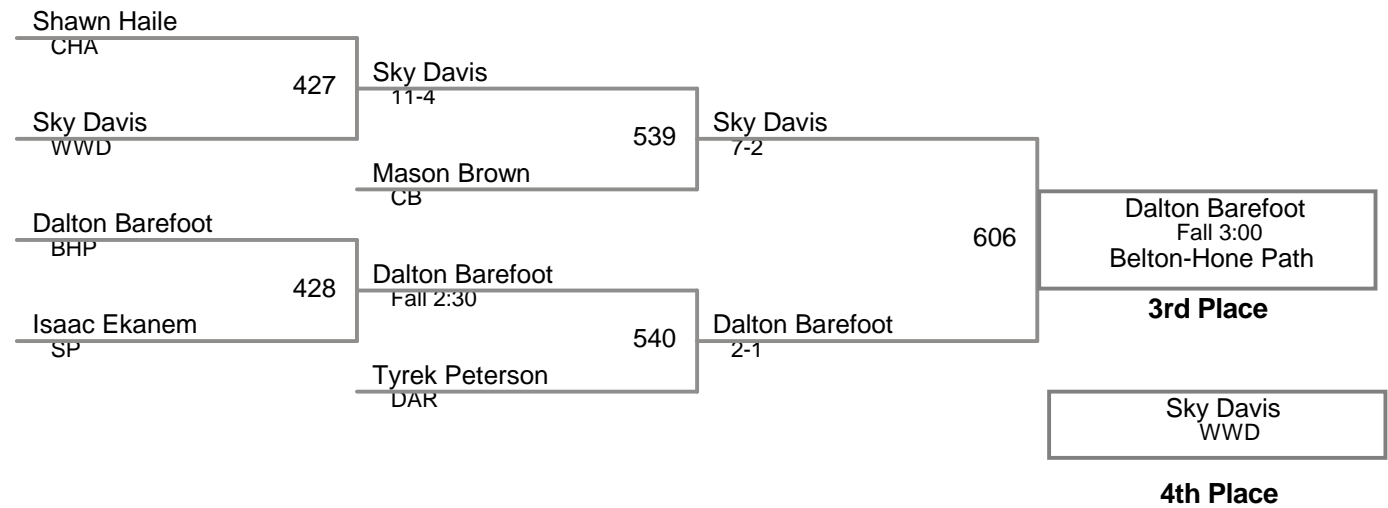 Shawn Haile
CHA
427
Sky Davis
WWD
Dalton Barefoot
BHP
428
Isaac Ekanem
SP
Sky Davis
11-4
539
Mason Brown
CB
Dalton Barefoot
Fall 2:30
540
Tyrek Peterson
DAR
Sky Davis
7-2
606
Dalton Barefoot
2-1
Dalton Barefoot
Fall 3:00
Belton-Hone Path
3rd Place
Sky Davis
WWD
4th Place